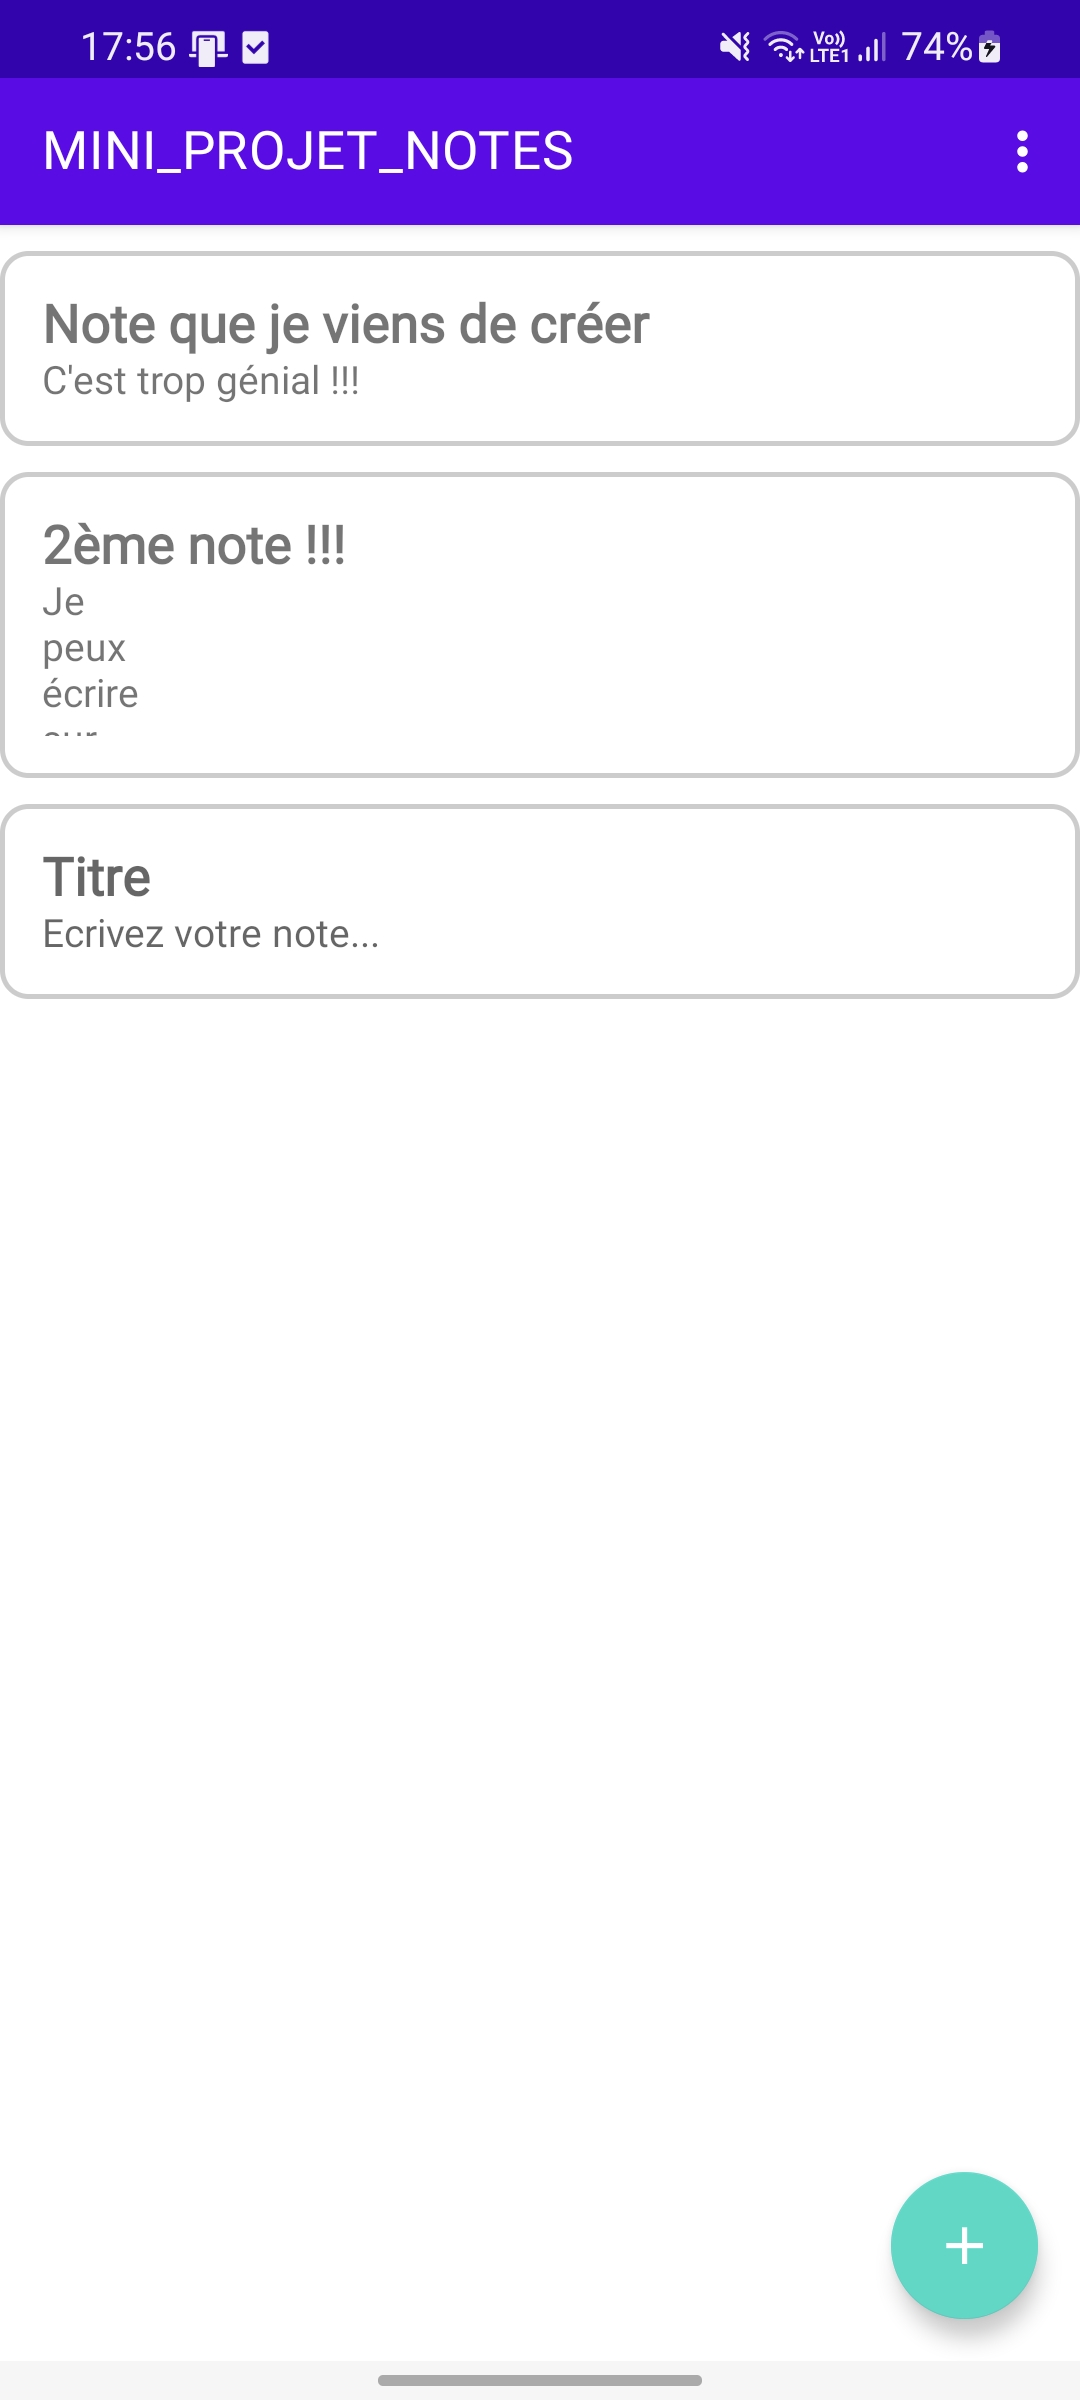 17:56
Vo)) LTE1 74%
MINI_PROJET_NOTES
Note que je viens de créer
C'est trop génial !!!
2ème note !!!
Je
peux
écrire
sur
Titre
Ecrivez votre note...